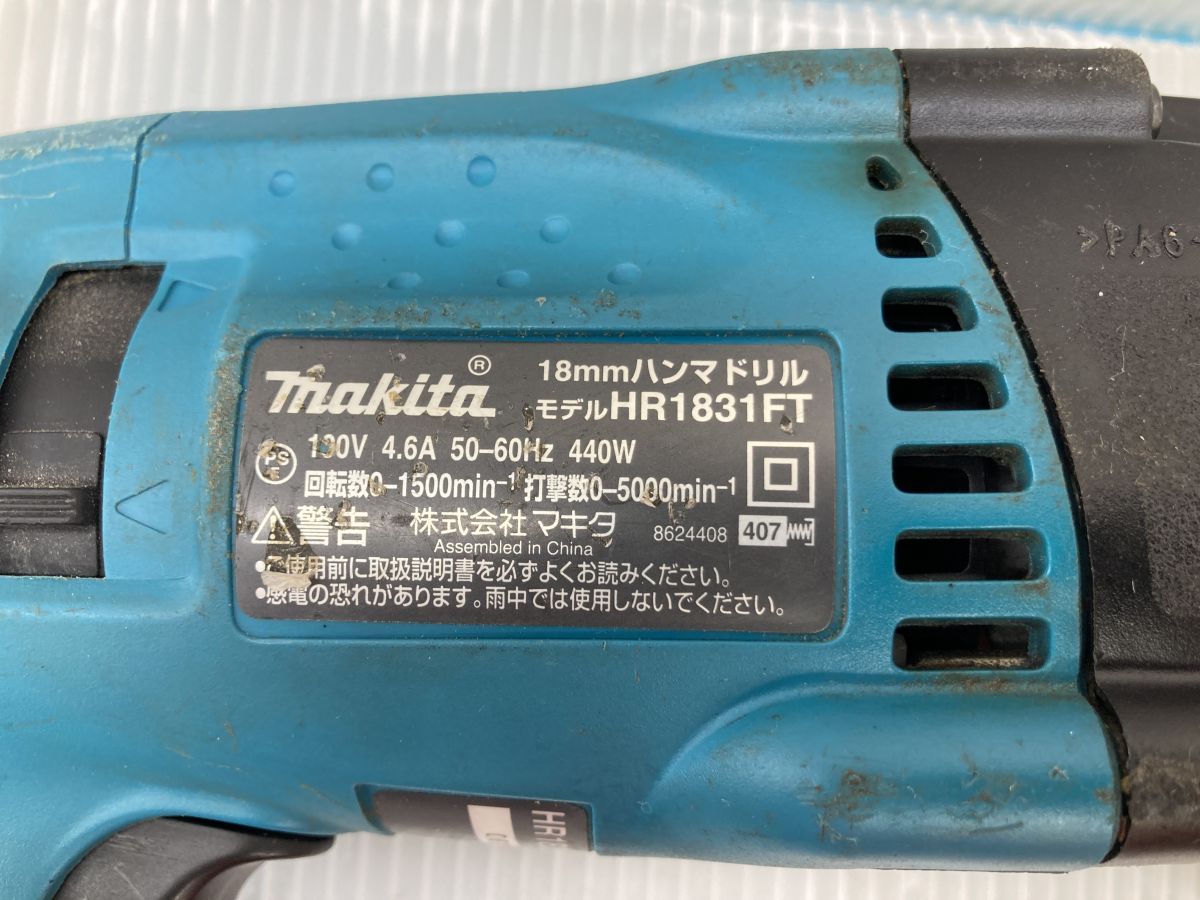 makita ®
18mmハンマドリル
モデルHR1831FT
PS E 100V 4.6A 50–60Hz 440W
回転数0–1500min⁻¹ 打撃数0–5000min⁻¹
警告 株式会社マキタ 8624408 407
Assembled in China
•ご使用前に取扱説明書を必ずよくお読みください。
•感電の恐れがあります。雨中では使用しないでください。
>PA6-
HR1